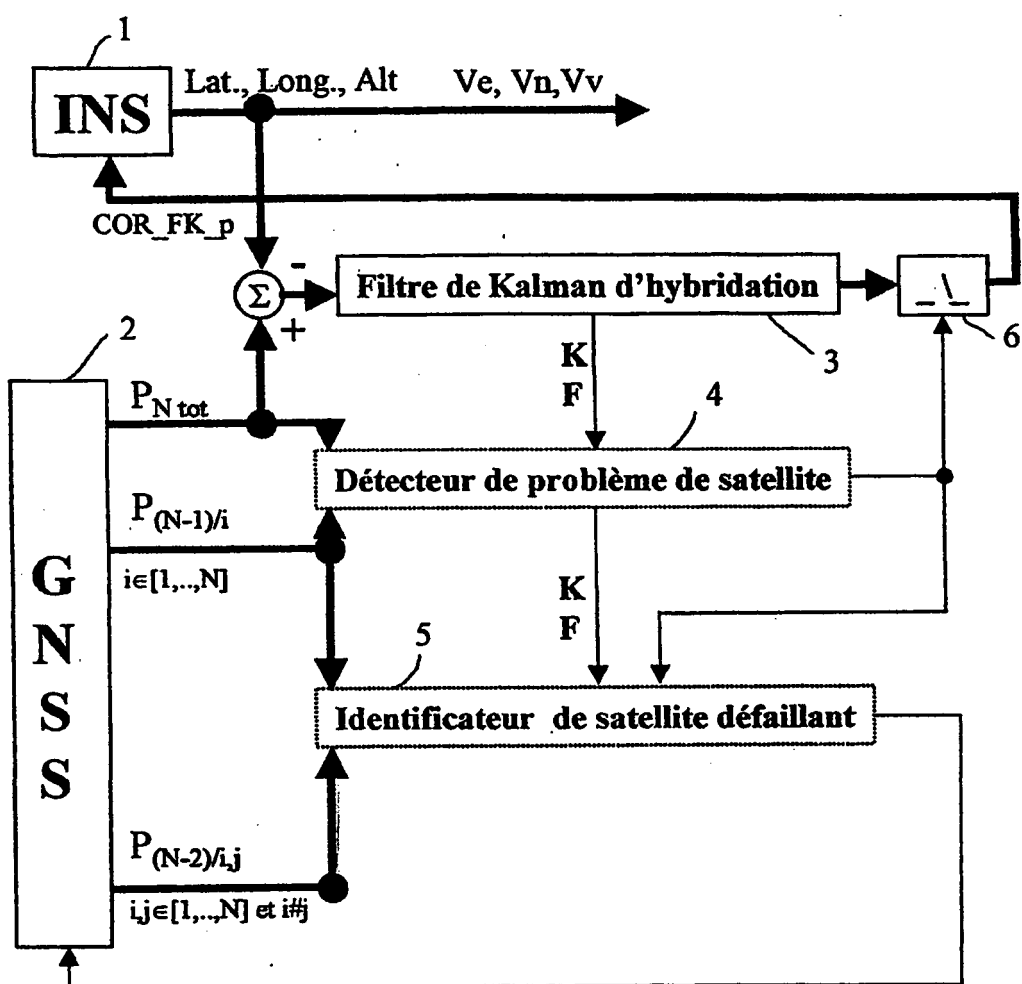 1
Lat., Long., Alt Ve, Vn,Vv
INS
COR_FK_p
-
Σ
+
Filtre de Kalman d'hybridation
_\_
6
3
2
P_N tot
K
F
4
Détecteur de problème de satellite
P_(N-1)/i
i∈[1,..,N]
G
N
S
S
K
F
5
Identificateur de satellite défaillant
P_(N-2)/i,j
i,j∈[1,..,N] et i#j